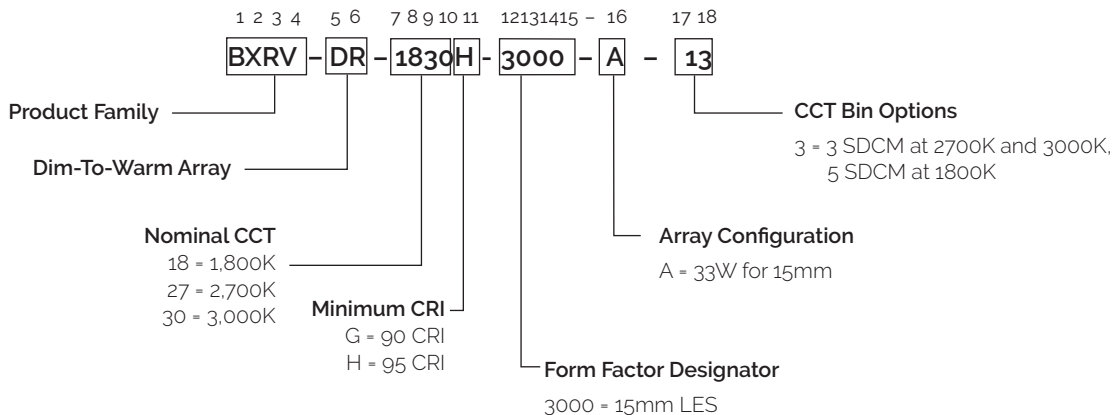 1 2 3 4 5 6 7 8 9 10 11 12131415 – 16 17 18
BXRV – DR – 1830 H - 3000 – A – 13
Product Family
CCT Bin Options
3 = 3 SDCM at 2700K and 3000K,
5 SDCM at 1800K
Dim-To-Warm Array
Nominal CCT
18 = 1,800K
27 = 2,700K
30 = 3,000K
Array Configuration
A = 33W for 15mm
Minimum CRI
G = 90 CRI
H = 95 CRI
Form Factor Designator
3000 = 15mm LES